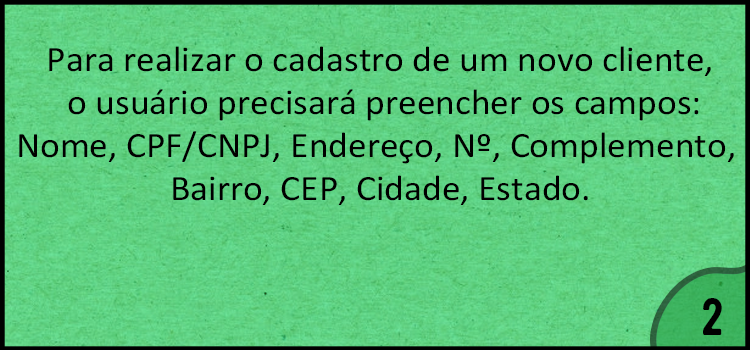 Para realizar o cadastro de um novo cliente,
o usuário precisará preencher os campos:
Nome, CPF/CNPJ, Endereço, Nº, Complemento,
Bairro, CEP, Cidade, Estado.
2